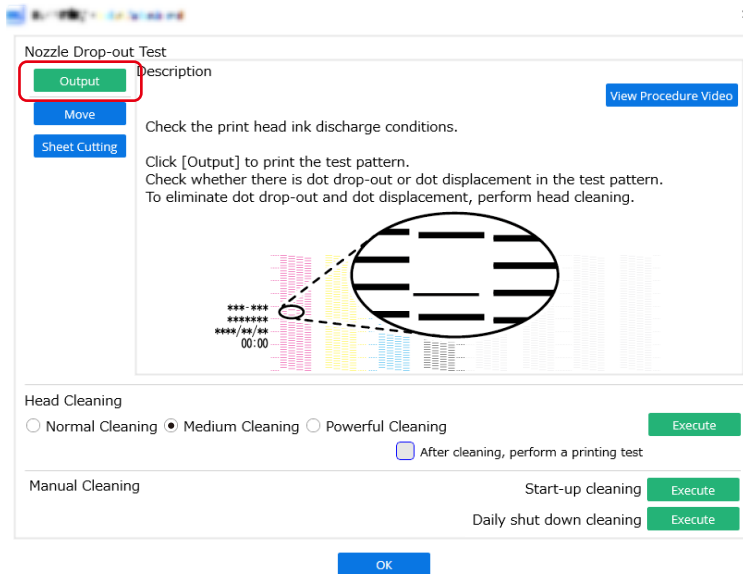 Nozzle Drop-out Test
Output
Description
View Procedure Video
Move
Sheet Cutting
Check the print head ink discharge conditions.
Click [Output] to print the test pattern.
Check whether there is dot drop-out or dot displacement in the test pattern.
To eliminate dot drop-out and dot displacement, perform head cleaning.
***-***
*******
****/**/**
00:00
Head Cleaning
Normal Cleaning Medium Cleaning Powerful Cleaning Execute
After cleaning, perform a printing test
Manual Cleaning
Start-up cleaning Execute
Daily shut down cleaning Execute
OK